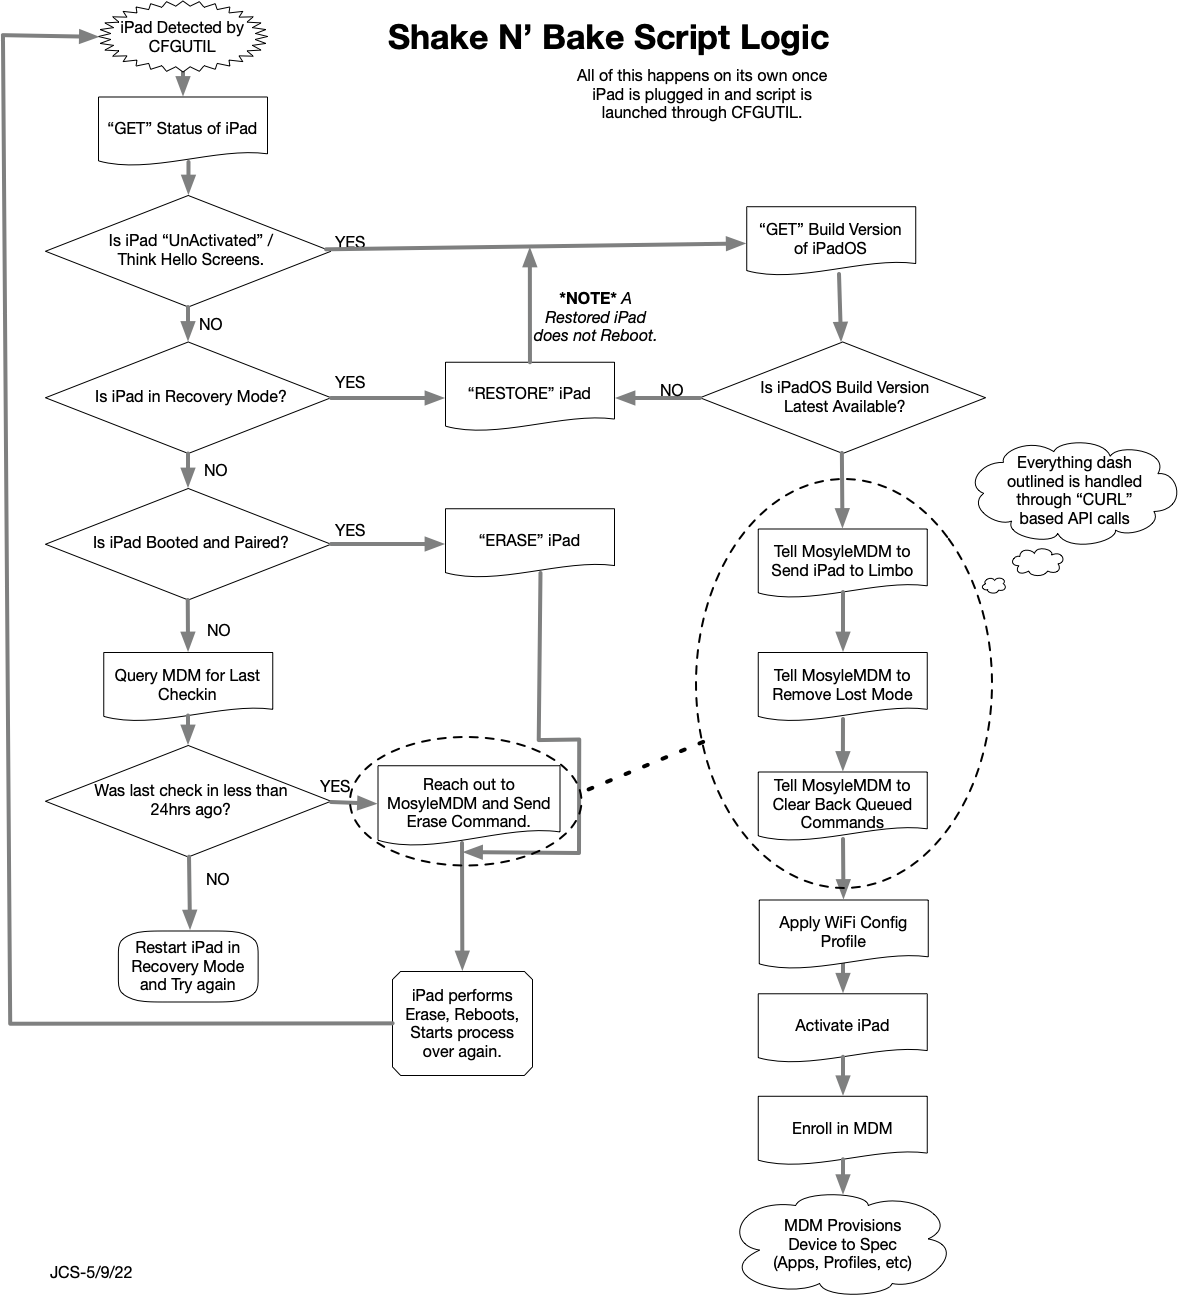 Shake N’ Bake Script Logic
All of this happens on its own once
iPad is plugged in and script is
launched through CFGUTIL.
iPad Detected by
CFGUTIL
“GET” Status of iPad
Is iPad “UnActivated” /
Think Hello Screens.
YES
“GET” Build Version
of iPadOS
*NOTE* A
Restored iPad
does not Reboot.
NO
Is iPad in Recovery Mode?
YES
“RESTORE” iPad
NO
Is iPadOS Build Version
Latest Available?
NO
Everything dash
outlined is handled
through “CURL”
based API calls
Is iPad Booted and Paired?
YES
“ERASE” iPad
Tell MosyleMDM to
Send iPad to Limbo
NO
Query MDM for Last
Checkin
Tell MosyleMDM to
Remove Lost Mode
Was last check in less than
24hrs ago?
YES
Reach out to
MosyleMDM and Send
Erase Command.
Tell MosyleMDM to
Clear Back Queued
Commands
NO
Restart iPad in
Recovery Mode
and Try again
Apply WiFi Config
Profile
iPad performs
Erase, Reboots,
Starts process
over again.
Activate iPad
Enroll in MDM
MDM Provisions
Device to Spec
(Apps, Profiles, etc)
JCS-5/9/22